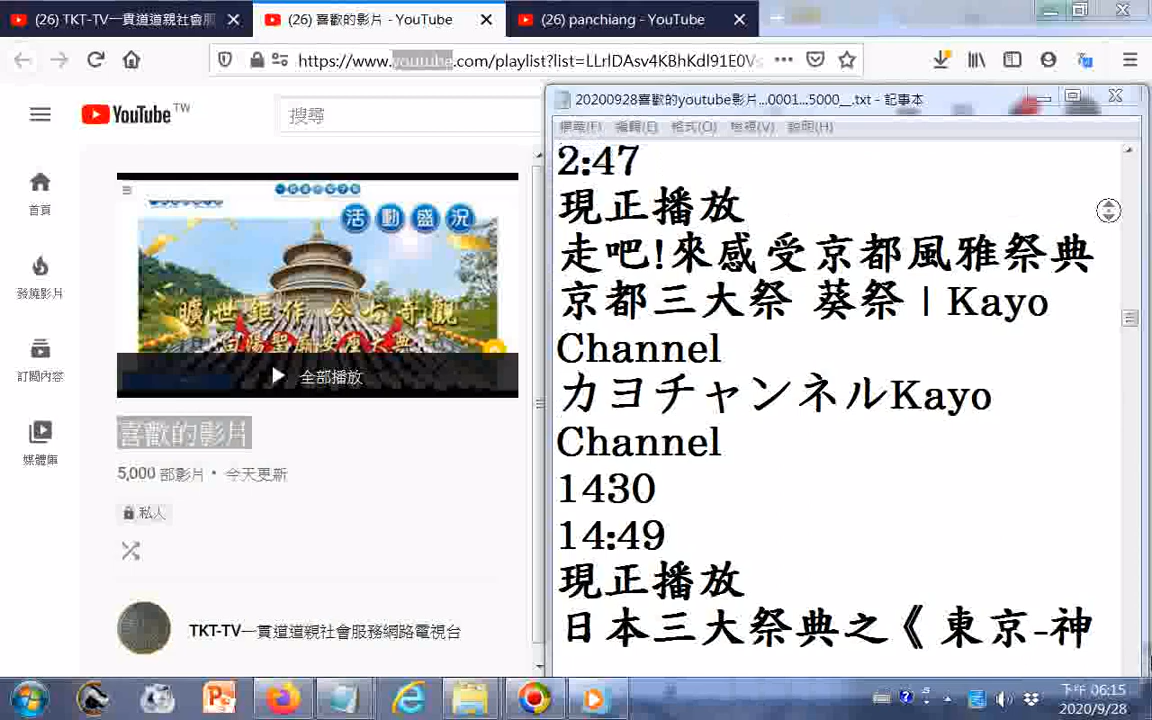 (26) TKT-TV一貫道道親社會服
(26) 喜歡的影片 - YouTube
(26) panchiang - YouTube
https://www.youtube.com/playlist?list=LLrlDAsv4KBhKdl91E0Vs
YouTube TW
搜尋
首頁
發燒影片
訂閱內容
媒體庫
活動盛況
曠世鉅作 今古奇觀
全部播放
喜歡的影片
5,000 部影片 • 今天更新
私人
TKT-TV一貫道道親社會服務網路電視台
20200928喜歡的youtube影片...0001...5000__.txt - 記事本
檔案(F) 編輯(E) 格式(O) 檢視(V) 說明(H)
2:47
現正播放
走吧!來感受京都風雅祭典
京都三大祭 葵祭 | Kayo
Channel
カヨチャンネルKayo
Channel
1430
14:49
現正播放
日本三大祭典之《東京-神
下午 06:15
2020/9/28